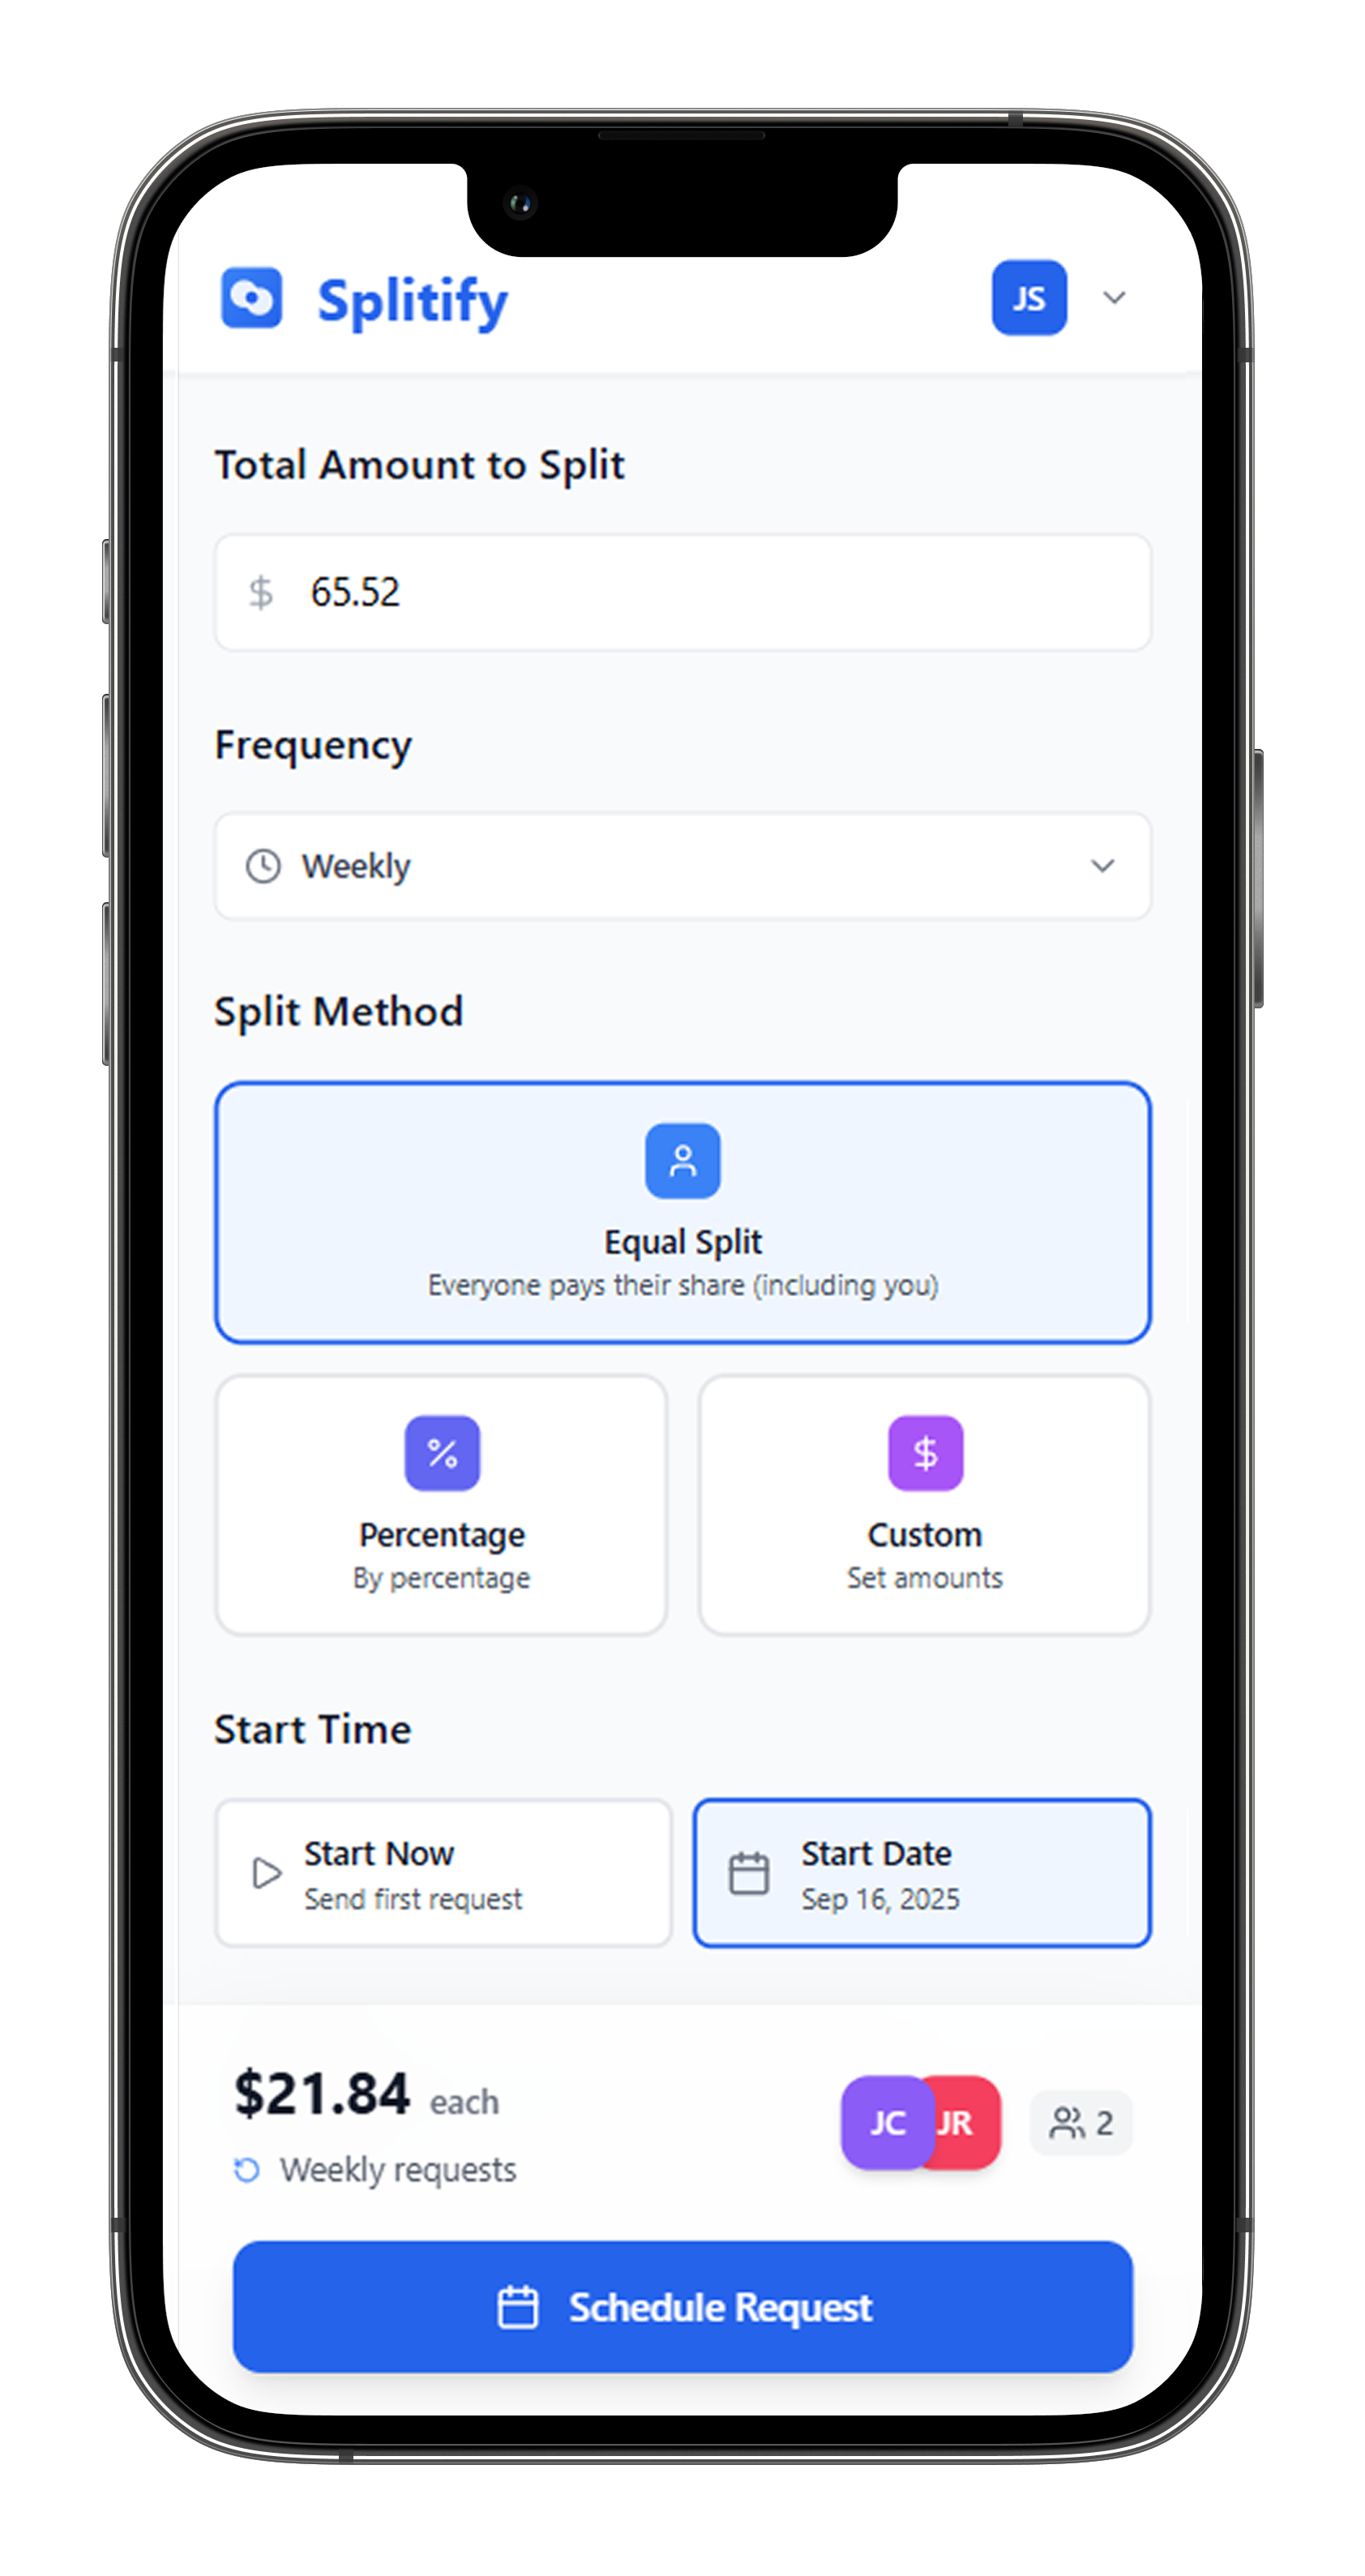 Splitify
JS
Total Amount to Split
$ 65.52
Frequency
Weekly
Split Method
Equal Split
Everyone pays their share (including you)
%
Percentage
By percentage
$
Custom
Set amounts
Start Time
Start Now
Send first request
Start Date
Sep 16, 2025
$21.84 each
Weekly requests
JC JR 2
Schedule Request